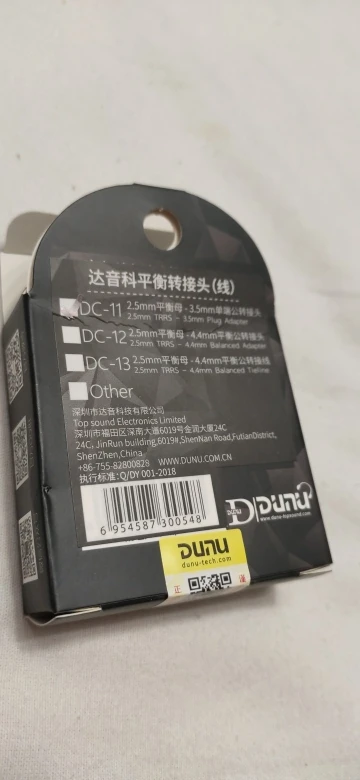 达音科平衡转接头(线)
DC-11 2.5mm平衡母 - 3.5mm单端公转接头
2.5mm TRRS - 3.5mm Plug Adapter
DC-12 2.5mm平衡母 - 4.4mm平衡公转接头
2.5mm TRRS - 4.4mm Balanced Adapter
DC-13 2.5mm平衡母 - 4.4mm平衡公转接线
2.5mm TRRS - 4.4mm Balanced
Other
深圳市达音科技有限公司
Top sound Electronics Limited
深圳市福田区深南大道6019号金润大厦24C
24C, JinRun building,6019#,ShenNan Road,FutianDistrict,
ShenZhen,China
+86-755-82800828 WWW.DUNU.COM.CN
执行标准:Q/DY 001-2018
6 954587 300548
DUNU
DUNU
www.dunu-topsound.com
DUNU
dunu-tech.com
正